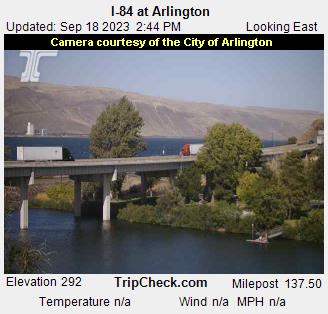 I-84 at Arlington
Updated: Sep 18 2023 2:44 PM Looking East
Camera courtesy of the City of Arlington
Elevation 292 TripCheck.com Milepost 137.50
Temperature n/a Wind n/a MPH n/a